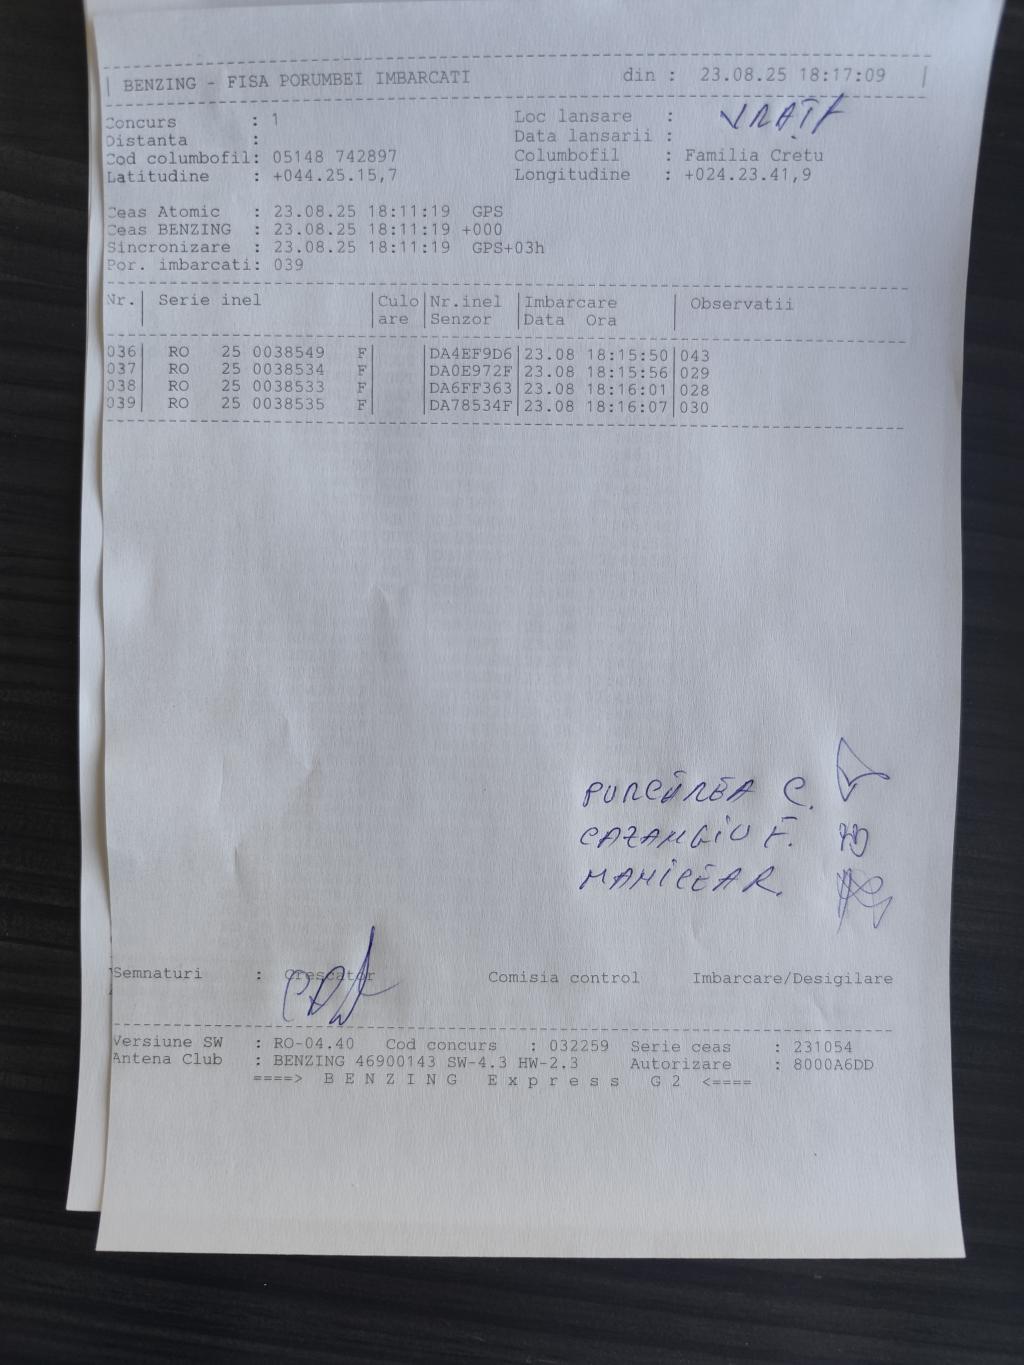 BENZING - FISA PORUMBEI IMBARCATI din : 23.08.25 18:17:09
Concurs : 1 Loc lansare : VRAȚA
Distanta : Data lansarii :
Cod columbofil: 05148 742897 Columbofil : Familia Cretu
Latitudine : +044.25.15,7 Longitudine : +024.23.41,9
Ceas Atomic : 23.08.25 18:11:19 GPS
Ceas BENZING : 23.08.25 18:11:19 +000
Sincronizare : 23.08.25 18:11:19 GPS+03h
Por. imbarcati: 039
Nr.| Serie inel |Culo|Nr.inel |Imbarcare | Observatii
| |are |Senzor |Data Ora |
036| RO 25 0038549 F| |DA4EF9D6|23.08 18:15:50|043
037| RO 25 0038534 F| |DA0E972F|23.08 18:15:56|029
038| RO 25 0038533 F| |DA6FF363|23.08 18:16:01|028
039| RO 25 0038535 F| |DA78534F|23.08 18:16:07|030
PURCĂREA C.
CAZANGIU F.
MANICEA R.
Semnaturi : Crescator Comisia control Imbarcare/Desigilare
Versiune SW : RO-04.40 Cod concurs : 032259 Serie ceas : 231054
Antena Club : BENZING 46900143 SW-4.3 HW-2.3 Autorizare : 8000A6DD
====> B E N Z I N G E x p r e s s G 2 <====